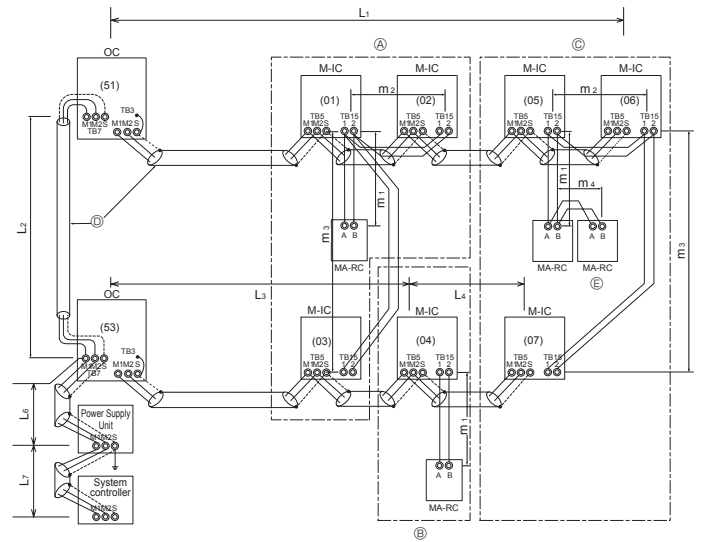 L1
OC
Ⓐ
Ⓒ
M-IC
M-IC
M-IC
M-IC
(51)
(01)
m2
(02)
(05)
m2
(06)
TB3
M1M2S
TB7
M1M2S
TB5
M1M2S
TB15
1 2
TB5
M1M2S
TB15
1 2
TB5
M1M2S
TB15
1 2
TB5
M1M2S
TB15
1 2
L2
Ⓓ
m1
m3
m1
m4
m3
A B
MA-RC
A B
MA-RC
A B
MA-RC
Ⓔ
OC
L3
L4
M-IC
M-IC
M-IC
(53)
(03)
(04)
(07)
TB3
M1M2S
TB7
M1M2S
TB5
M1M2S
TB15
1 2
TB5
M1M2S
TB15
1 2
TB5
M1M2S
TB15
1 2
L6
Power Supply
Unit
M1M2S
m1
L7
System
controller
M1M2S
A B
MA-RC
Ⓑ